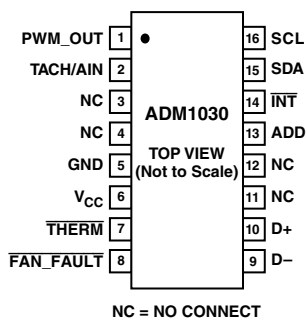 PWM_OUT 1
TACH/AIN 2
NC 3
NC 4
GND 5
VCC 6
THERM 7
FAN_FAULT 8
ADM1030
TOP VIEW
(Not to Scale)
16 SCL
15 SDA
14 INT
13 ADD
12 NC
11 NC
10 D+
9 D–
NC = NO CONNECT